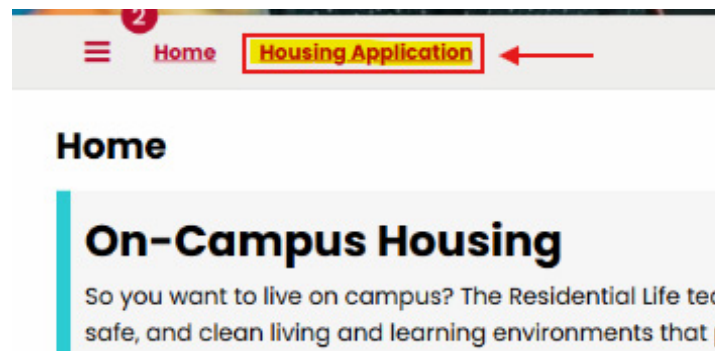 2
Home Housing Application
Home
On-Campus Housing
So you want to live on campus? The Residential Life
safe, and clean living and learning environments that